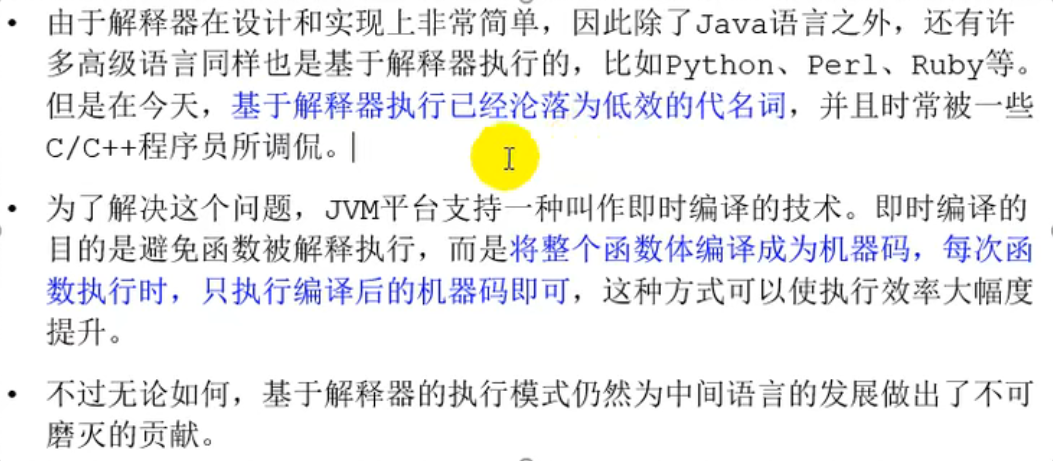 • 由于解释器在设计和实现上非常简单，因此除了Java语言之外，还有许
多高级语言同样也是基于解释器执行的，比如Python、Perl、Ruby等。
但是在今天，基于解释器执行已经沦落为低效的代名词，并且时常被一些
C/C++程序员所调侃。
• 为了解决这个问题，JVM平台支持一种叫作即时编译的技术。即时编译的
目的是避免函数被解释执行，而是将整个函数体编译成为机器码，每次函
数执行时，只执行编译后的机器码即可，这种方式可以使执行效率大幅度
提升。
• 不过无论如何，基于解释器的执行模式仍然为中间语言的发展做出了不可
磨灭的贡献。